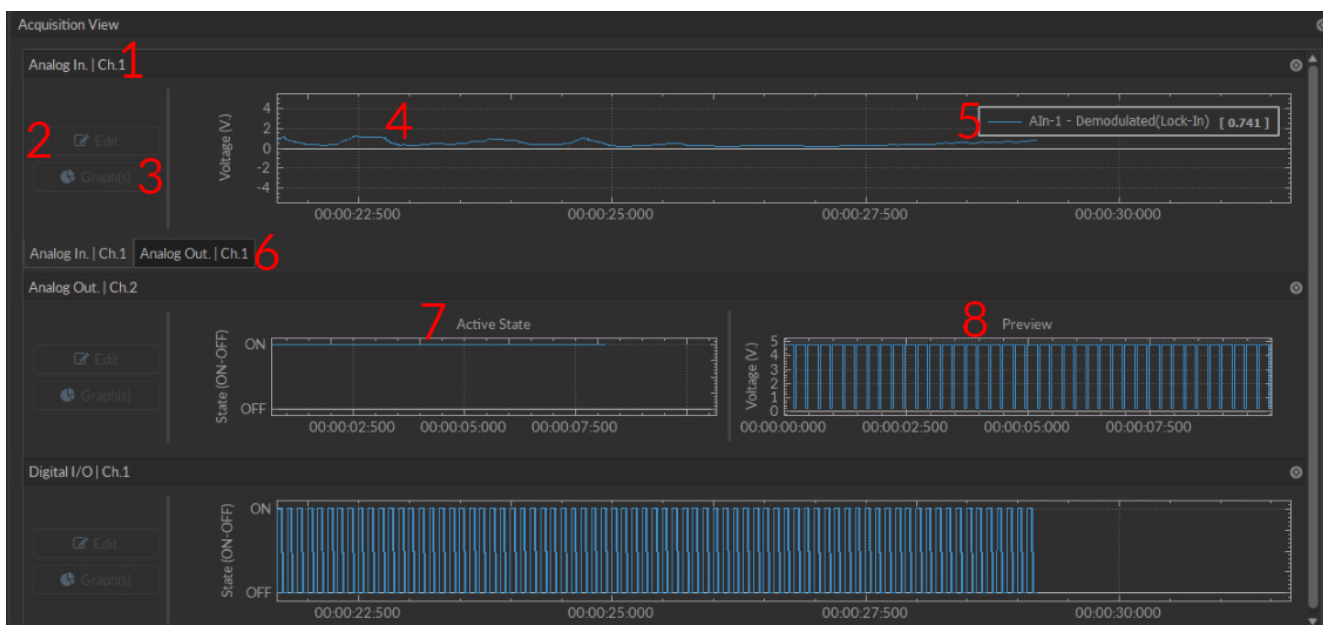 Acquisition View
Analog In. | Ch.1 1
4 5
4
2
0
-2
-4
Voltage (V)
AIn-1 - Demodulated(Lock-In) [ 0.741 ]
2 Edit
Graph(s) 3
00:00:22:500 00:00:25:000 00:00:27:500 00:00:30:000
Analog In. | Ch.1 Analog Out. | Ch.1 6
Analog Out. | Ch.2
7 Active State 8 Preview
Edit
Graph(s)
State (ON-OFF)
ON
OFF
00:00:02:500 00:00:05:000 00:00:07:500
Voltage (V)
5
4
3
2
1
0
00:00:00:000 00:00:02:500 00:00:05:000 00:00:07:500
Digital I/O | Ch.1
Edit
Graph(s)
State (ON-OFF)
ON
OFF
00:00:22:500 00:00:25:000 00:00:27:500 00:00:30:000